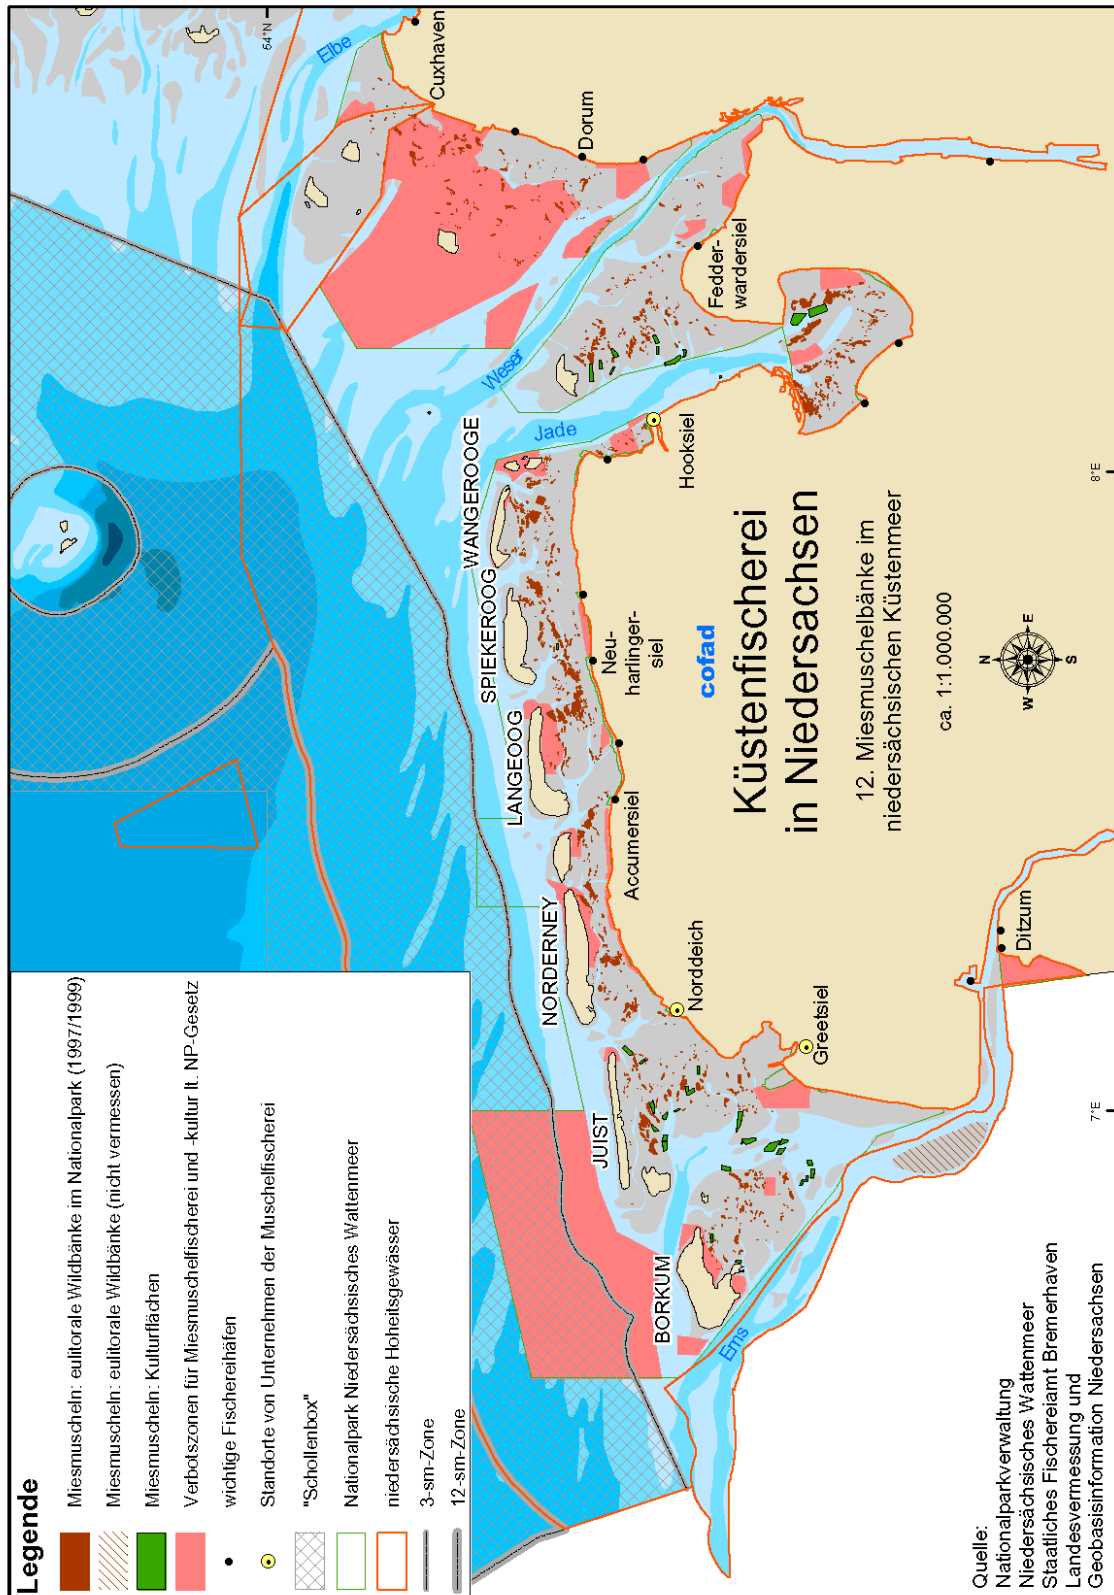 Legende
Miesmuscheln: eulitorale Wildbänke im Nationalpark (1997/1999)
Miesmuscheln: eulitorale Wildbänke (nicht vermessen)
Miesmuscheln: Kulturflächen
Verbotszonen für Miesmuschelfischerei und -kultur lt. NP-Gesetz
wichtige Fischereihäfen
Standorte von Unternehmen der Muschelfischerei
"Schollenbox"
Nationalpark Niedersächsisches Wattenmeer
niedersächsische Hoheitsgewässer
3-sm-Zone
12-sm-Zone
54°N
Elbe
Cuxhaven
Dorum
Weser
Fedder-
wardersiel
Jade
Hooksiel
WANGEROOGE
SPIEKEROOG
LANGEOOG
NORDERNEY
JUIST
BORKUM
Neu-
harlinger-
siel
Accumersiel
Norddeich
Greetsiel
Ditzum
Ems
7°E
8°E
cofad
Küstenfischerei
in Niedersachsen
12. Miesmuschelbänke im
niedersächsischen Küstenmeer
ca. 1:1.000.000
N
W
E
S
Quelle:
Nationalparkverwaltung
Niedersächsisches Wattenmeer
Staatliches Fischereiamt Bremerhaven
Landesvermessung und
Geobasisinformation Niedersachsen